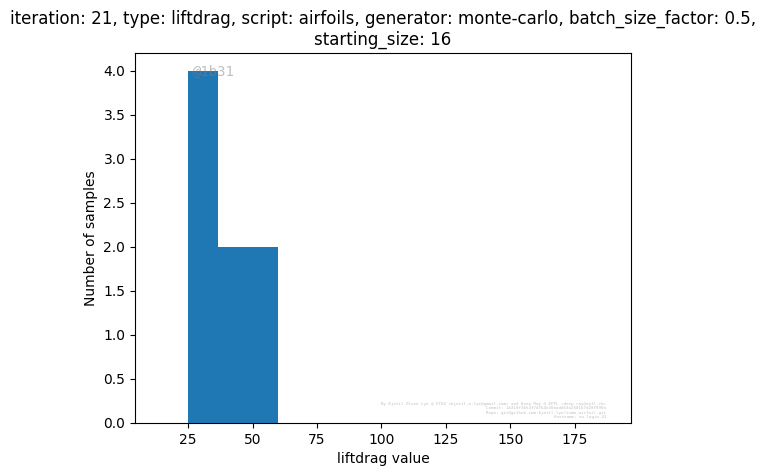 iteration: 21, type: liftdrag, script: airfoils, generator: monte-carlo, batch_size_factor: 0.5,
starting_size: 16
@1b31
4.0
3.5
3.0
2.5
2.0
1.5
1.0
0.5
0.0
Number of samples
25 50 75 100 125 150 175
liftdrag value